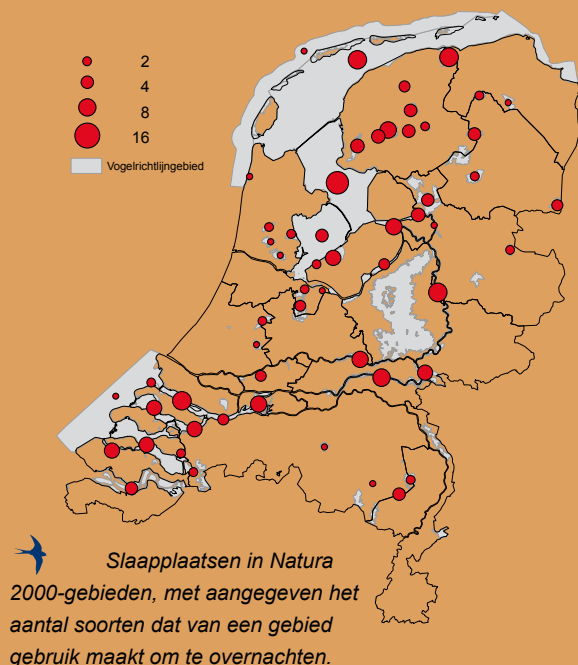 2
4
8
16
Vogelrichtlijngebied
Slaapplaatsen in Natura
2000-gebieden, met aangegeven het
aantal soorten dat van een gebied
gebruik maakt om te overnachten.